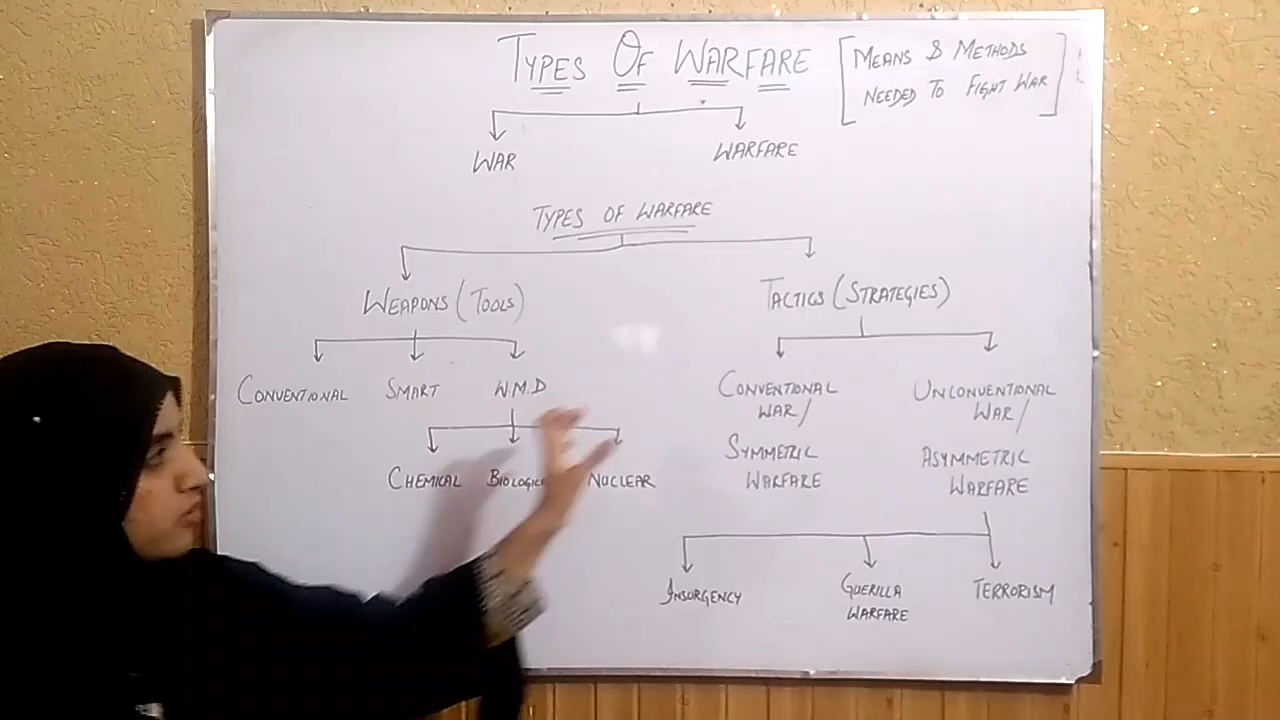 TYPES OF WARFARE
[MEANS & METHODS
NEEDED TO FIGHT WAR]
WAR
WARFARE
TYPES OF WARFARE
WEAPONS (TOOLS)
TACTICS (STRATEGIES)
CONVENTIONAL
SMART
W.M.D
CONVENTIONAL
WAR/
SYMMETRIC
WARFARE
UNCONVENTIONAL
WAR/
ASYMMETRIC
WARFARE
CHEMICAL
NUCLEAR
INSURGENCY
GUERILLA
WARFARE
TERRORISM